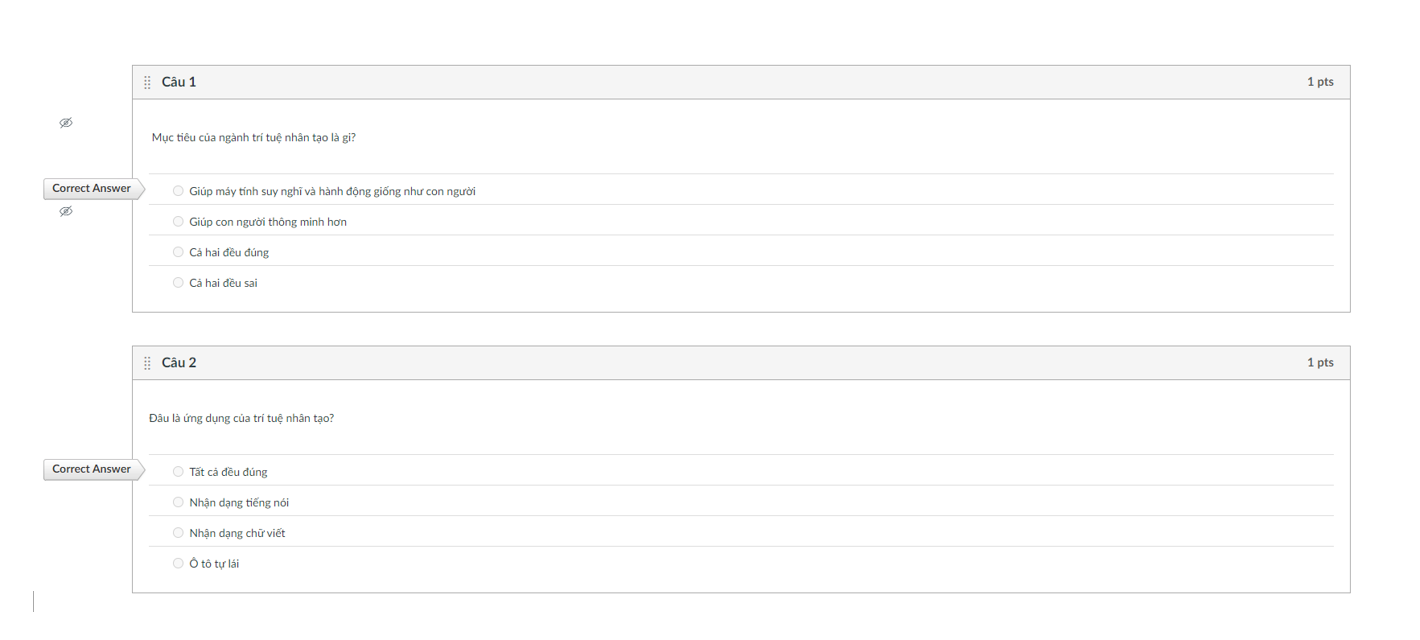 Câu 1
1 pts
Mục tiêu của ngành trí tuệ nhân tạo là gì?
Correct Answer
Giúp máy tính suy nghĩ và hành động giống như con người
Giúp con người thông minh hơn
Cả hai đều đúng
Cả hai đều sai
Câu 2
1 pts
Đâu là ứng dụng của trí tuệ nhân tạo?
Correct Answer
Tất cả đều đúng
Nhận dạng tiếng nói
Nhận dạng chữ viết
Ô tô tự lái